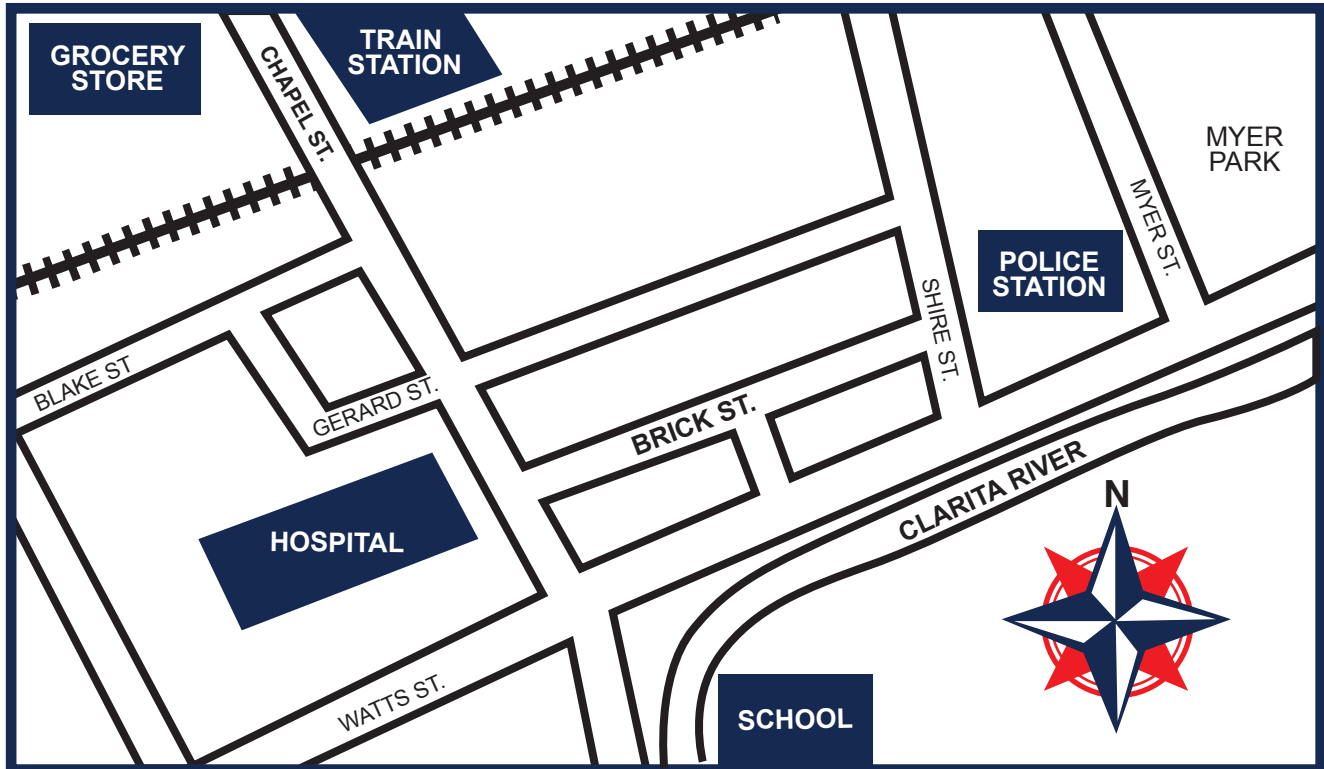 GROCERY
STORE
CHAPEL ST.
TRAIN
STATION
MYER
PARK
MYER ST.
POLICE
STATION
SHIRE ST.
BLAKE ST
GERARD ST.
BRICK ST.
HOSPITAL
CLARITA RIVER
N
WATTS ST.
SCHOOL